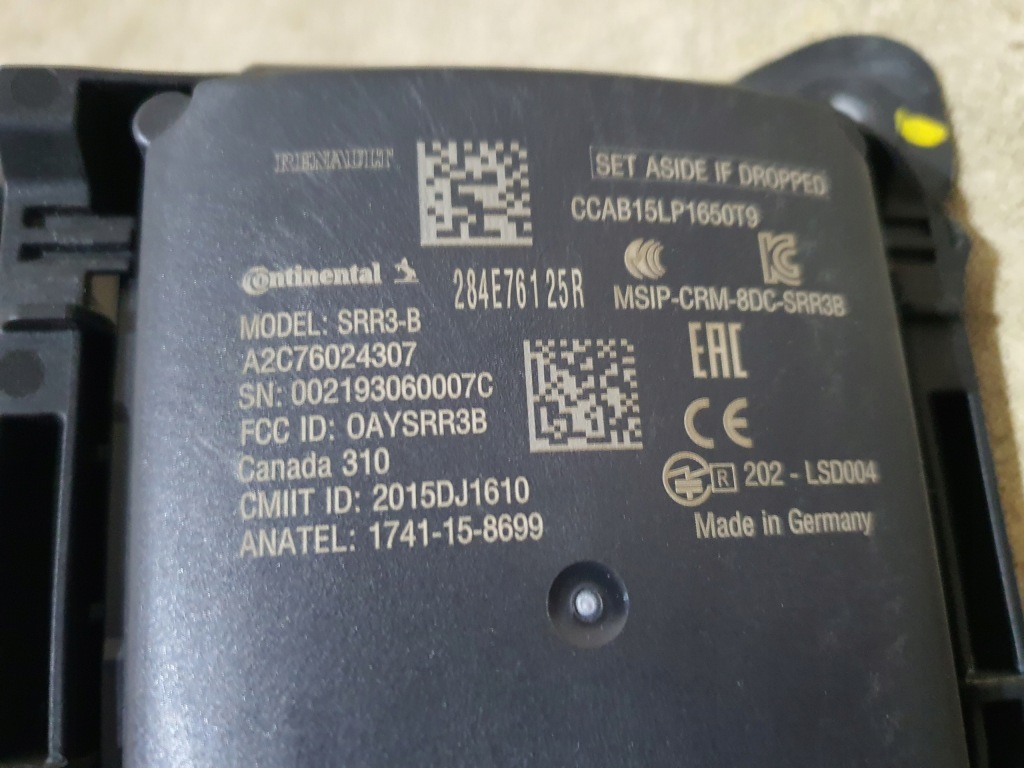 RENAULT
SET ASIDE IF DROPPED
CCAB15LP1650T9
Continental
284E76125R
MSIP-CRM-8DC-SRR3B
MODEL: SRR3-B
A2C76024307
EAC
SN: 002193060007C
CE
FCC ID: OAYSRR3B
Canada 310
R 202 - LSD004
CMIIT ID: 2015DJ1610
Made in Germany
ANATEL: 1741-15-8699